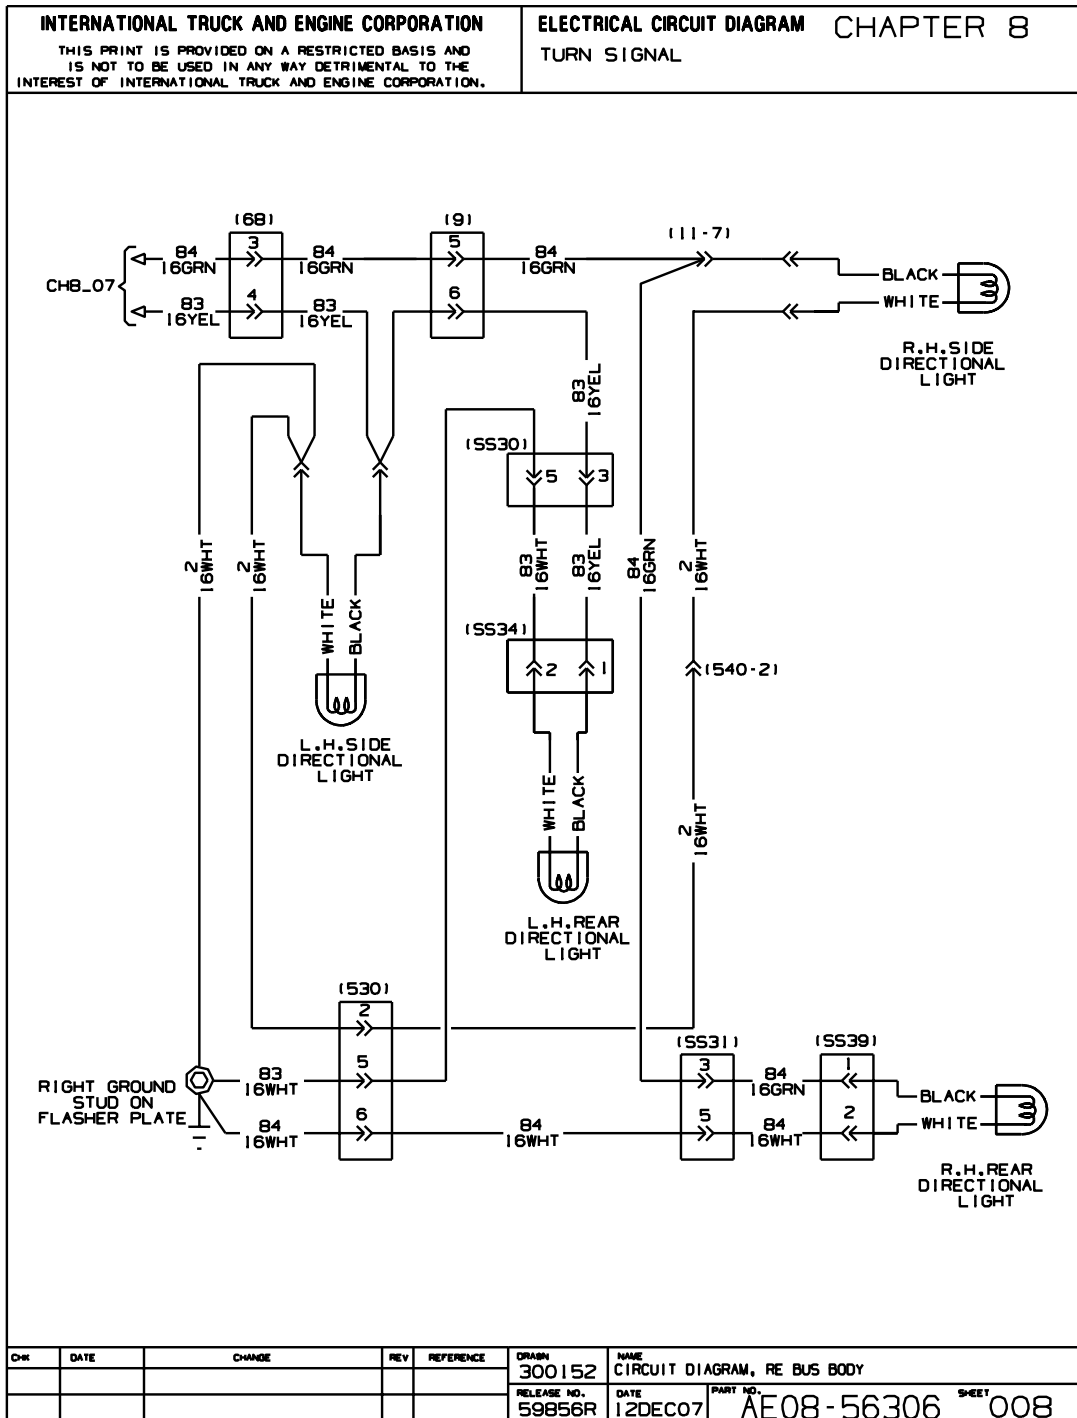 INTERNATIONAL TRUCK AND ENGINE CORPORATION
THIS PRINT IS PROVIDED ON A RESTRICTED BASIS AND
IS NOT TO BE USED IN ANY WAY DETRIMENTAL TO THE
INTEREST OF INTERNATIONAL TRUCK AND ENGINE CORPORATION.
ELECTRICAL CIRCUIT DIAGRAM CHAPTER 8
TURN SIGNAL
(68)
(9)
(11-7)
CH8_07
84
16GRN
3
84
16GRN
5
84
16GRN
83
16YEL
4
83
16YEL
6
BLACK
WHITE
R.H.SIDE
DIRECTIONAL
LIGHT
83
16YEL
(SS30)
5
3
2
16WHT
2
16WHT
83
16WHT
83
16YEL
84
16GRN
2
16WHT
WHITE
BLACK
(SS34)
2
1
(540-2)
L.H.SIDE
DIRECTIONAL
LIGHT
WHITE
BLACK
2
16WHT
L.H.REAR
DIRECTIONAL
LIGHT
(530)
2
5
6
RIGHT GROUND
STUD ON
FLASHER PLATE
83
16WHT
84
16WHT
84
16WHT
(SS31)
3
5
84
16GRN
84
16WHT
(SS39)
1
2
BLACK
WHITE
R.H.REAR
DIRECTIONAL
LIGHT
CHK DATE CHANGE REV REFERENCE
DRAWN
300152
NAME
CIRCUIT DIAGRAM, RE BUS BODY
RELEASE NO.
59856R
DATE
12DEC07
PART NO.
AE08-56306
SHEET
008